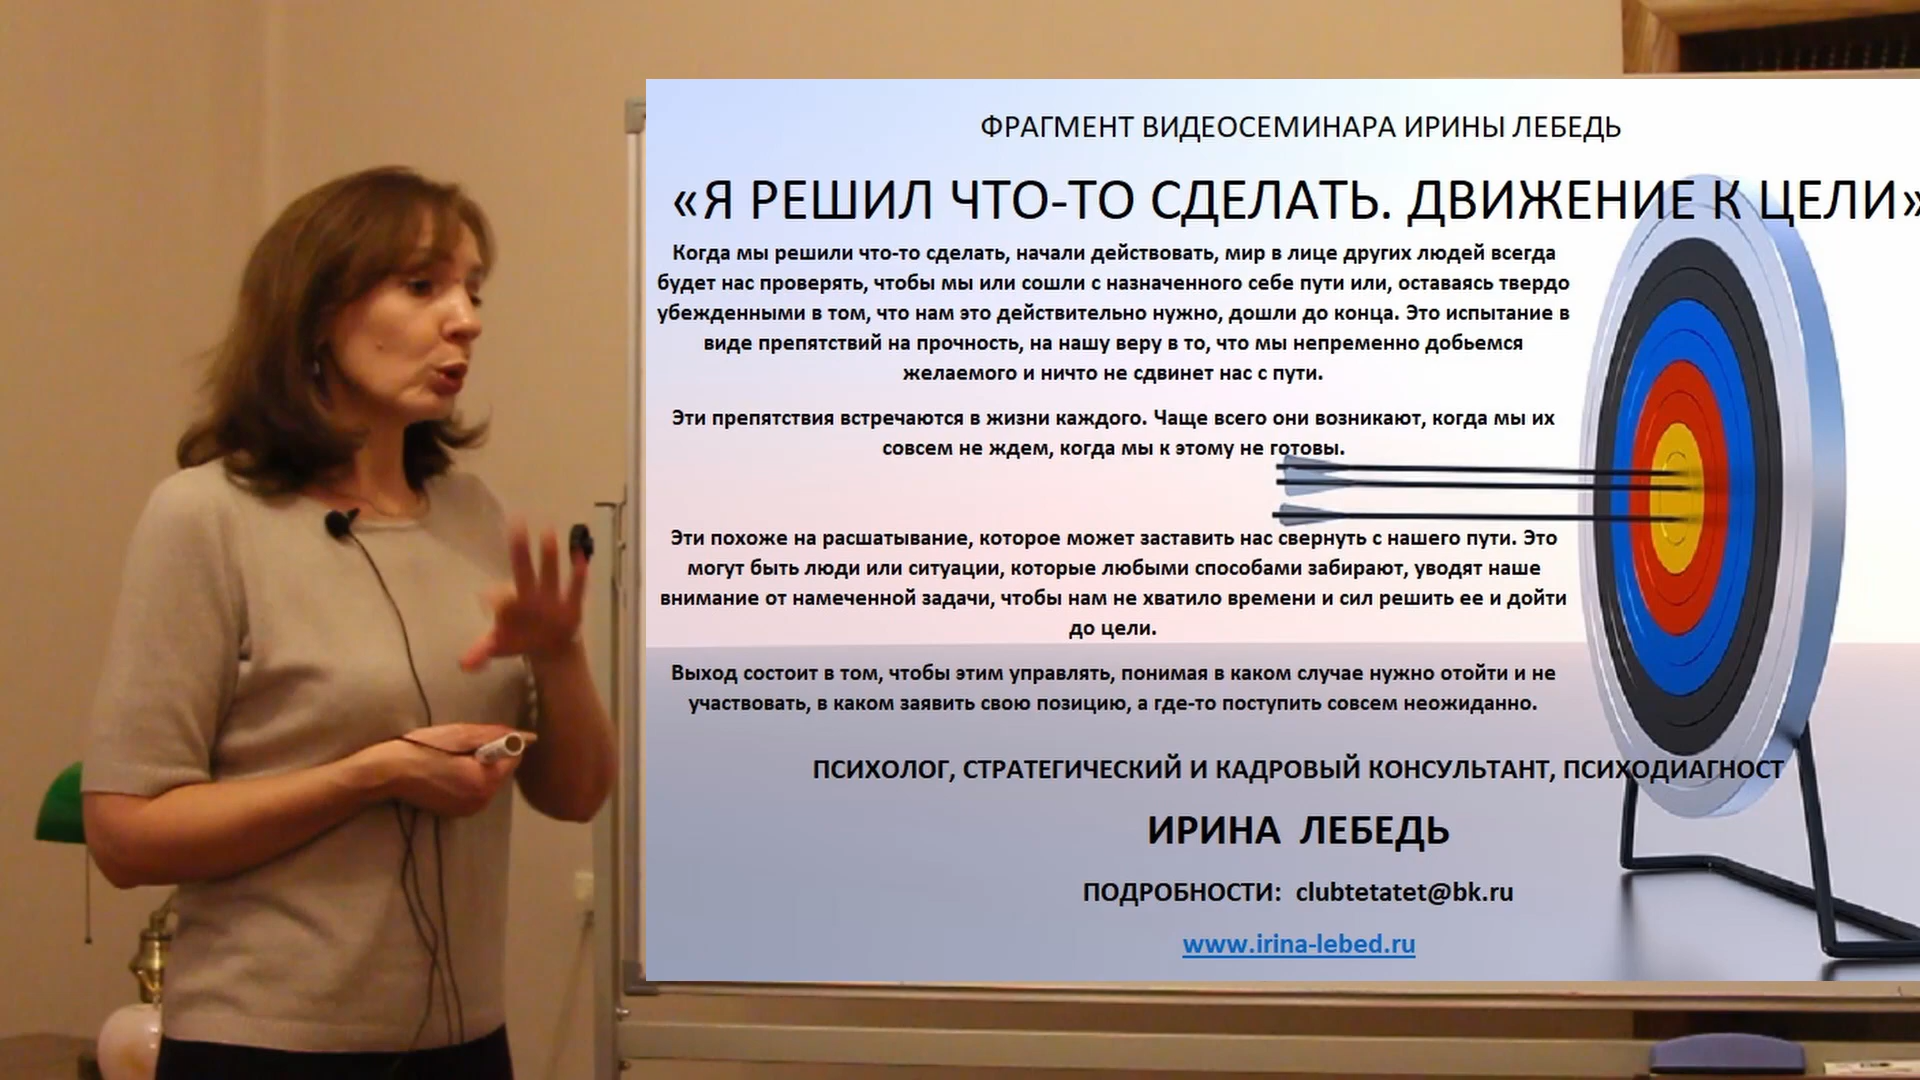 ФРАГМЕНТ ВИДЕОСЕМИНАРА ИРИНЫ ЛЕБЕДЬ
«Я РЕШИЛ ЧТО-ТО СДЕЛАТЬ. ДВИЖЕНИЕ К ЦЕЛИ»
Когда мы решили что-то сделать, начали действовать, мир в лице других людей всегда
будет нас проверять, чтобы мы или сошли с назначенного себе пути или, оставаясь твердо
убежденными в том, что нам это действительно нужно, дошли до конца. Это испытание в
виде препятствий на прочность, на нашу веру в то, что мы непременно добьемся
желаемого и ничто не сдвинет нас с пути.
Эти препятствия встречаются в жизни каждого. Чаще всего они возникают, когда мы их
совсем не ждем, когда мы к этому не готовы.
Эти похоже на расшатывание, которое может заставить нас свернуть с нашего пути. Это
могут быть люди или ситуации, которые любыми способами забирают, уводят наше
внимание от намеченной задачи, чтобы нам не хватило времени и сил решить ее и дойти
до цели.
Выход состоит в том, чтобы этим управлять, понимая в каком случае нужно отойти и не
участвовать, в каком заявить свою позицию, а где-то поступить совсем неожиданно.
ПСИХОЛОГ, СТРАТЕГИЧЕСКИЙ И КАДРОВЫЙ КОНСУЛЬТАНТ, ПСИХОДИАГНОСТ
ИРИНА ЛЕБЕДЬ
ПОДРОБНОСТИ: clubtetatet@bk.ru
www.irina-lebed.ru